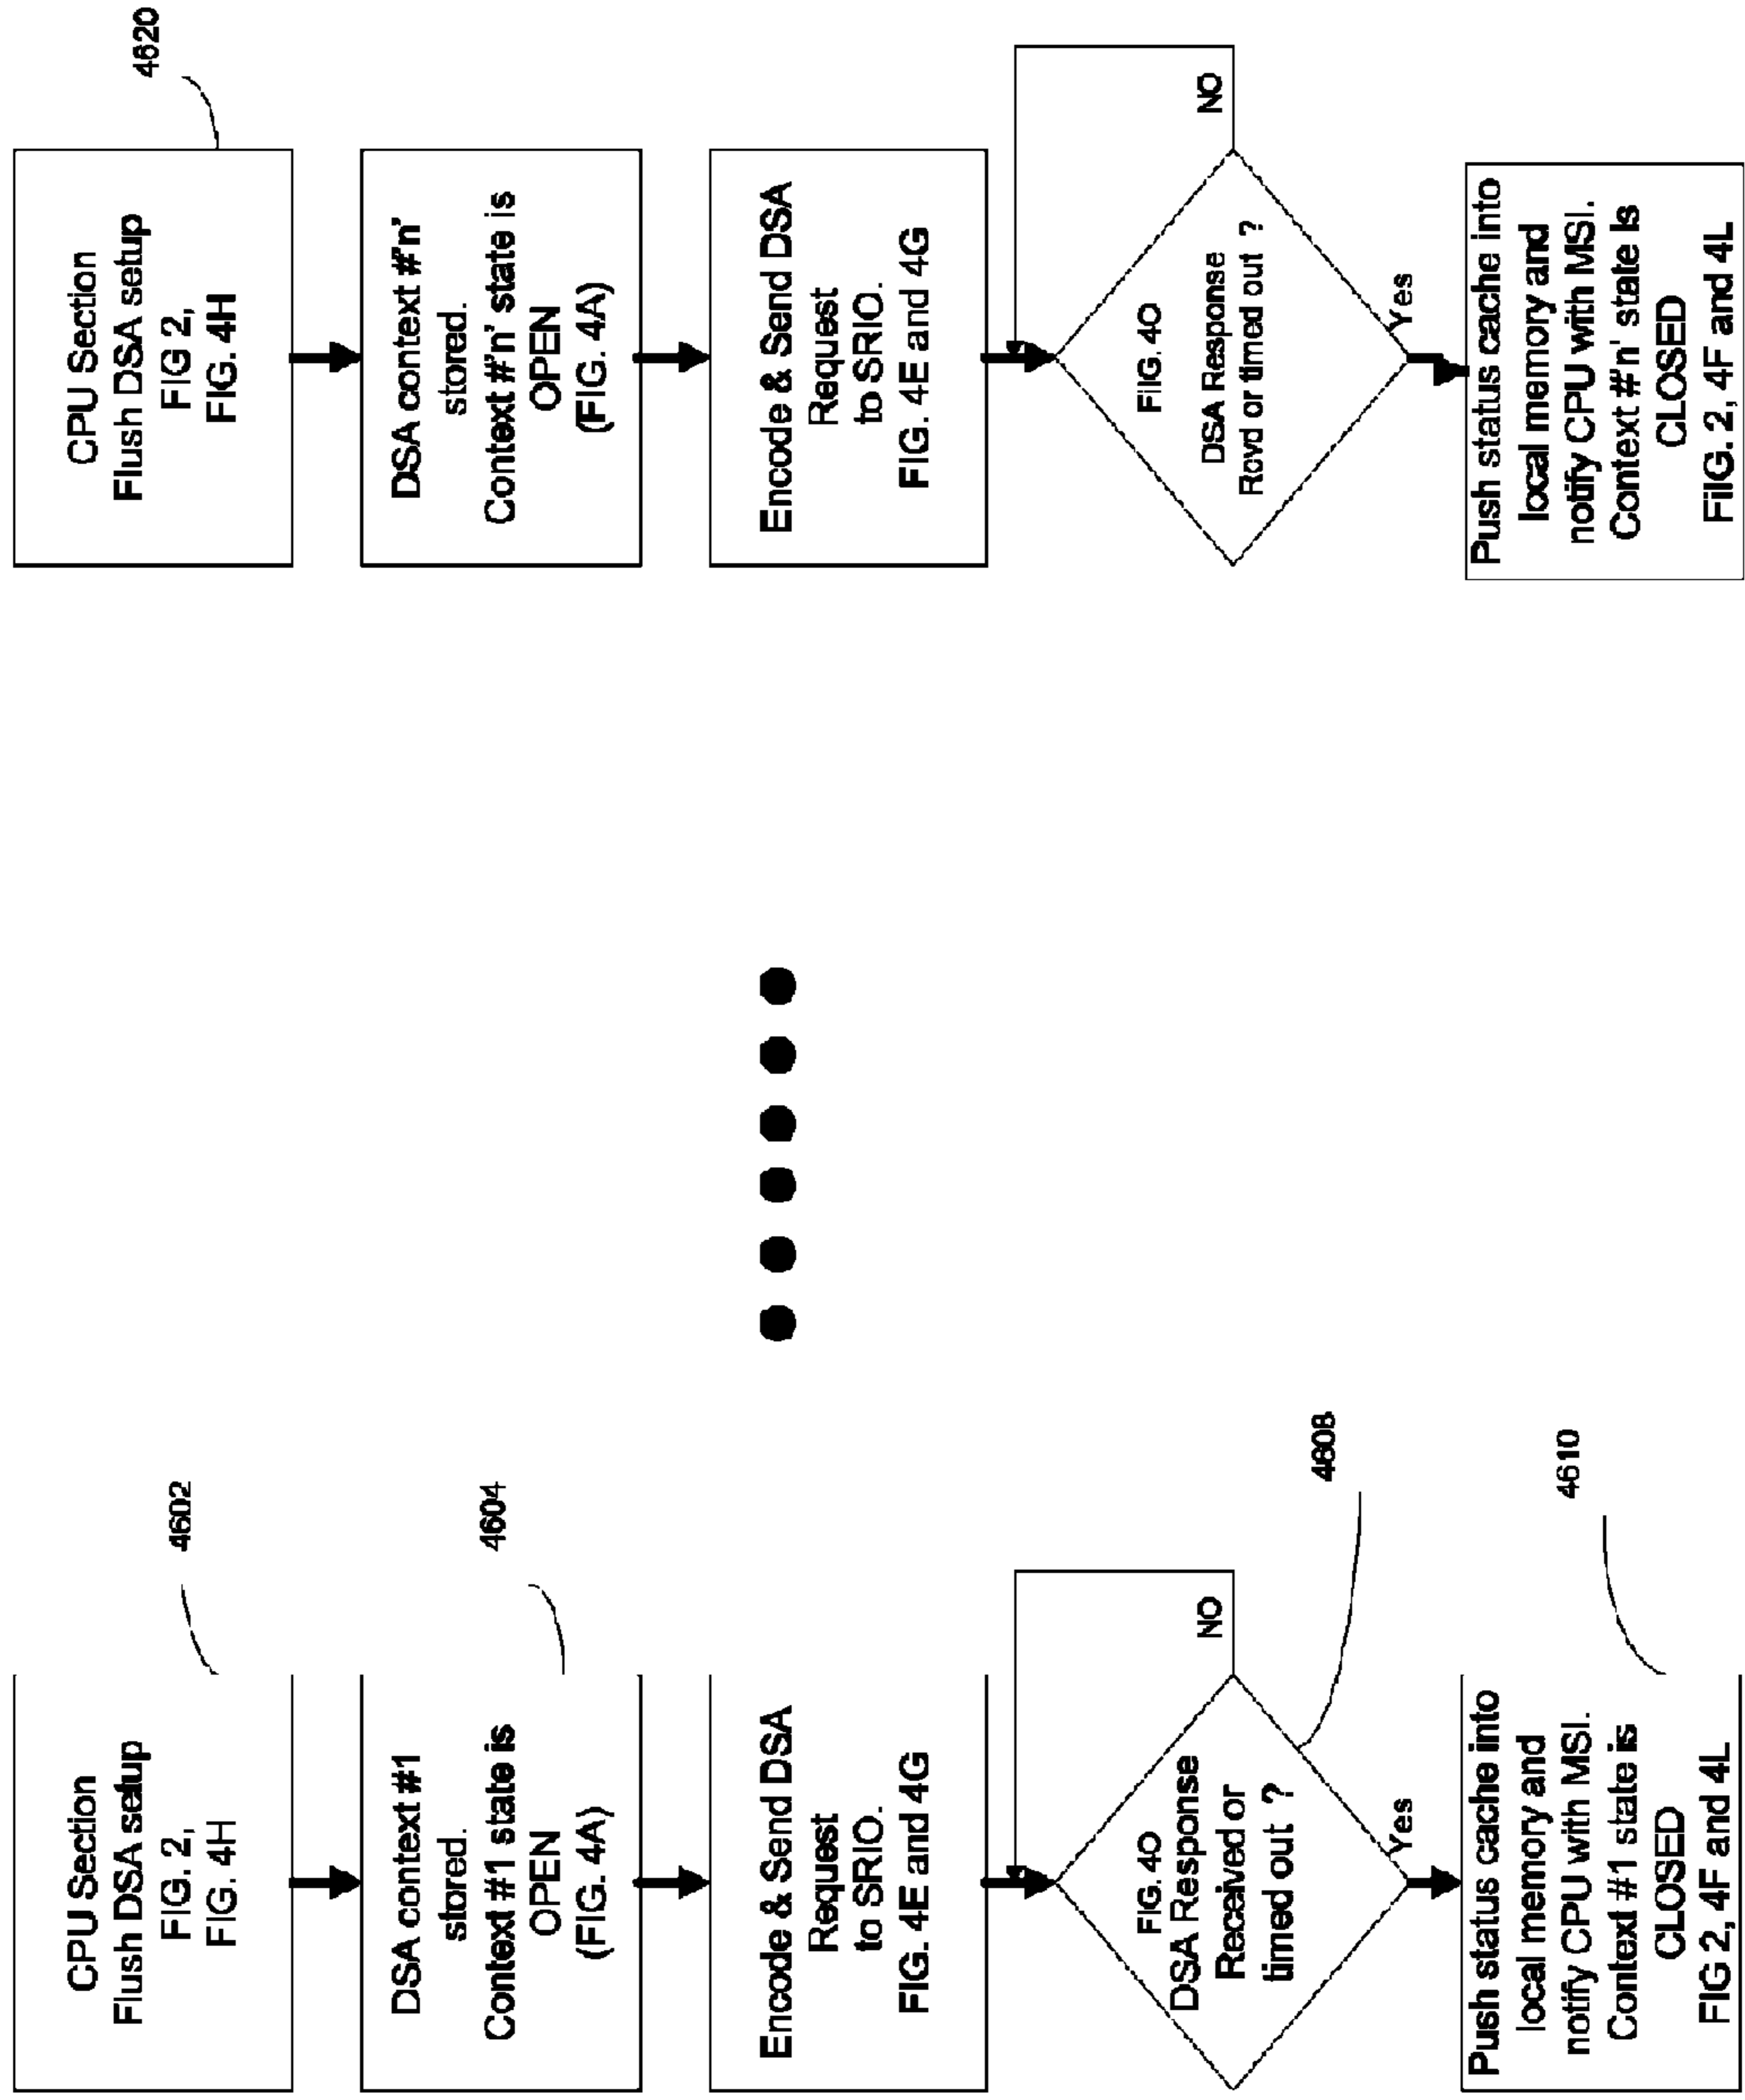 CPU Section
Flush DSA setup
FIG. 2,
FIG. 4H
4602
DSA context #1
stored.
Context #1 state is
OPEN
(FIG. 4A)
4604
Encode & Send DSA
Request
to SRIO.
FIG. 4E and 4G
FIG. 4O
DSA Response
Received or
timed out ?
NO
4608
Yes
Push status cache into
local memory and
notify CPU with MSI.
Context #1 state is
CLOSED
FIG 2, 4F and 4L
4610
CPU Section
Flush DSA setup
FIG 2,
FIG. 4H
4620
DSA context #'n'
stored.
Context #'n' state is
OPEN
(FIG. 4A)
Encode & Send DSA
Request
to SRIO.
FIG. 4E and 4G
FIG. 4O
DSA Response
Rcvd or timed out ?
NO
Yes
Push status cache into
local memory and
notify CPU with MSI.
Context #'n' state is
CLOSED
FIG. 2, 4F and 4L